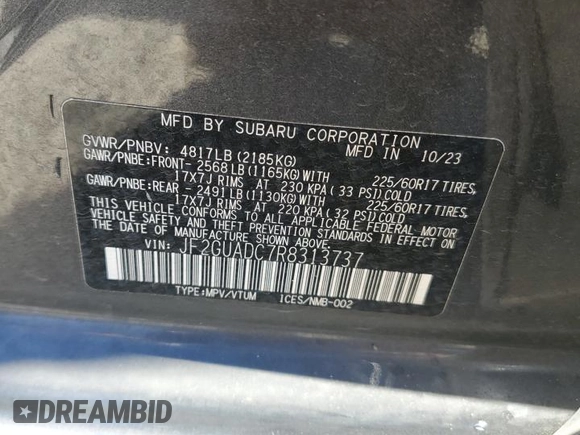 MFD BY SUBARU CORPORATION MFD IN 10/23
GVWR/PNBV: 4817LB(2185KG)
GAWR/PNBE:FRONT-2568LB(1165KG)WITH 225/60R17 TIRES,
17X7J RIMS AT 230 KPA (33 PSI)COLD
GAWR/PNBE:REAR - 2491LB(1130KG)WITH 225/60R17 TIRES,
17X7J RIMS AT 220 KPA (32 PSI)COLD
THIS VEHICLE CONFORMS TO ALL APPLICABLE FEDERAL MOTOR
VEHICLE SAFETY AND THEFT PREVENTION STANDARDS IN EFFECT
ON THE DATE OF MANUFACTURE SHOWN ABOVE.
VIN: JF2GUADC7R8313737
TYPE:MPV/VTUM ICES/NMB-002
DREAMBID